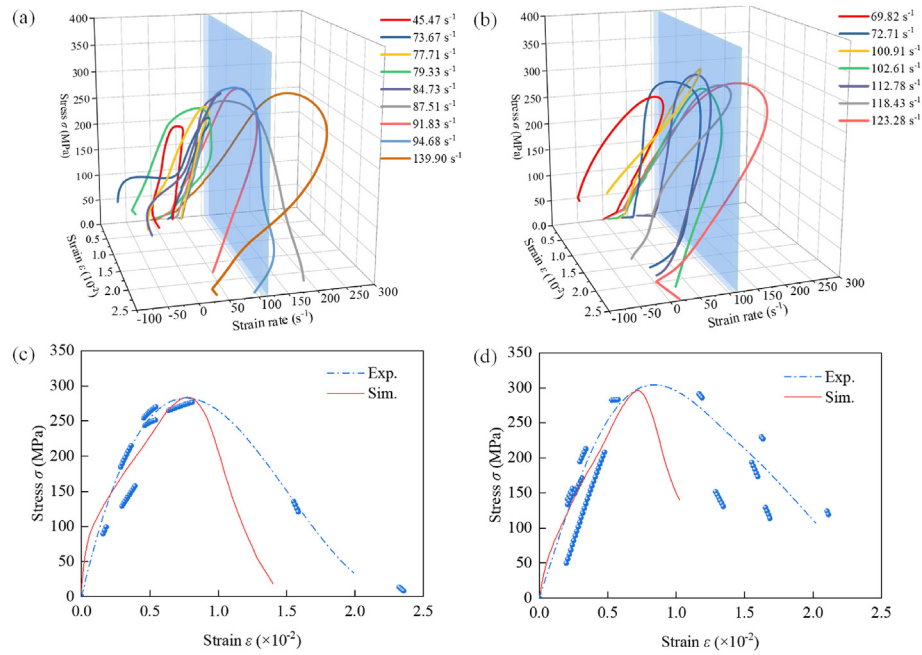 (a)
400
350
300
250
200
150
100
50
0.0
0.5
1.0
1.5
2.0
2.5
Stress σ (MPa)
Strain ε (10⁻²)
-100
-50
0
50
100
150
200
250
300
Strain rate (s⁻¹)
45.47 s⁻¹
73.67 s⁻¹
77.71 s⁻¹
79.33 s⁻¹
84.73 s⁻¹
87.51 s⁻¹
91.83 s⁻¹
94.68 s⁻¹
139.90 s⁻¹
(b)
400
350
300
250
200
150
100
50
0.0
0.5
1.0
1.5
2.0
2.5
Stress σ (MPa)
Strain ε (10⁻²)
-100
-50
0
50
100
150
200
250
300
Strain rate (s⁻¹)
69.82 s⁻¹
72.71 s⁻¹
100.91 s⁻¹
102.61 s⁻¹
112.78 s⁻¹
118.43 s⁻¹
123.28 s⁻¹
(c)
350
300
250
200
150
100
50
0
0.0
0.5
1.0
1.5
2.0
2.5
Stress σ (MPa)
Strain ε (×10⁻²)
Exp.
Sim.
(d)
350
300
250
200
150
100
50
0
0.0
0.5
1.0
1.5
2.0
2.5
Stress σ (MPa)
Strain ε (×10⁻²)
Exp.
Sim.